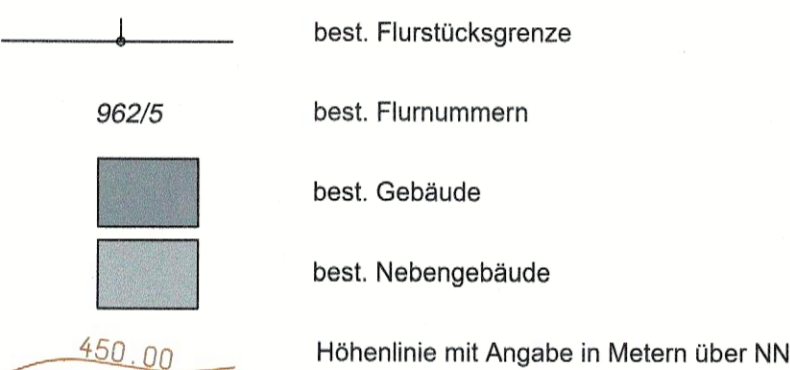 best. Flurstücksgrenze
962/5 best. Flurnummern
best. Gebäude
best. Nebengebäude
450.00 Höhenlinie mit Angabe in Metern über NN